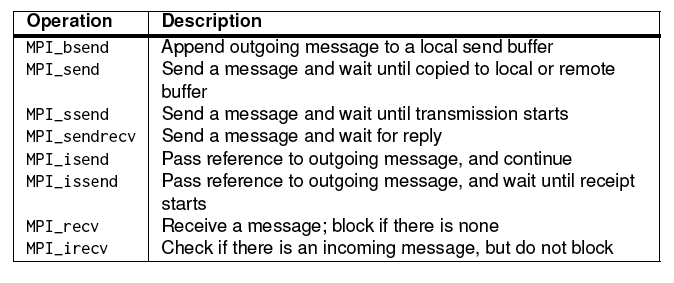 Operation Description
MPI_bsend Append outgoing message to a local send buffer
MPI_send Send a message and wait until copied to local or remote
buffer
MPI_ssend Send a message and wait until transmission starts
MPI_sendrecv Send a message and wait for reply
MPI_isend Pass reference to outgoing message, and continue
MPI_issend Pass reference to outgoing message, and wait until receipt
starts
MPI_recv Receive a message; block if there is none
MPI_irecv Check if there is an incoming message, but do not block